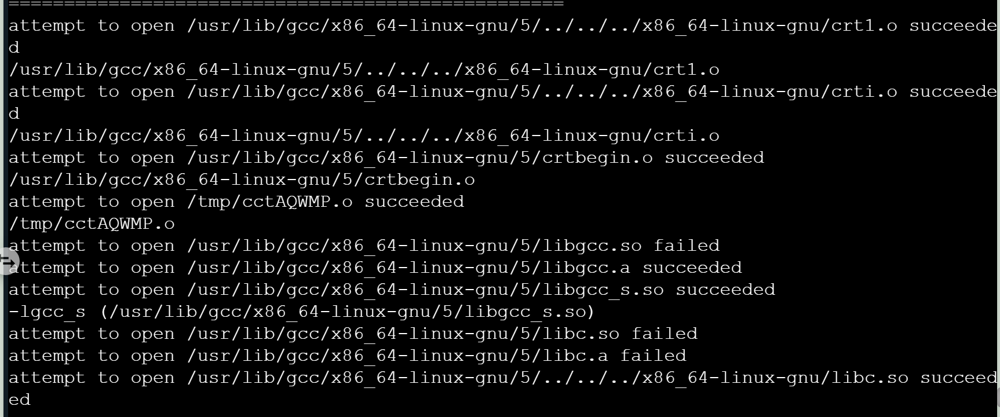 ==================================================
attempt to open /usr/lib/gcc/x86_64-linux-gnu/5/../../../x86_64-linux-gnu/crt1.o succeede
d
/usr/lib/gcc/x86_64-linux-gnu/5/../../../x86_64-linux-gnu/crt1.o
attempt to open /usr/lib/gcc/x86_64-linux-gnu/5/../../../x86_64-linux-gnu/crti.o succeede
d
/usr/lib/gcc/x86_64-linux-gnu/5/../../../x86_64-linux-gnu/crti.o
attempt to open /usr/lib/gcc/x86_64-linux-gnu/5/crtbegin.o succeeded
/usr/lib/gcc/x86_64-linux-gnu/5/crtbegin.o
attempt to open /tmp/cctAQWMP.o succeeded
/tmp/cctAQWMP.o
attempt to open /usr/lib/gcc/x86_64-linux-gnu/5/libgcc.so failed
attempt to open /usr/lib/gcc/x86_64-linux-gnu/5/libgcc.a succeeded
attempt to open /usr/lib/gcc/x86_64-linux-gnu/5/libgcc_s.so succeeded
-lgcc_s (/usr/lib/gcc/x86_64-linux-gnu/5/libgcc_s.so)
attempt to open /usr/lib/gcc/x86_64-linux-gnu/5/libc.so failed
attempt to open /usr/lib/gcc/x86_64-linux-gnu/5/libc.a failed
attempt to open /usr/lib/gcc/x86_64-linux-gnu/5/../../../x86_64-linux-gnu/libc.so succeed
ed